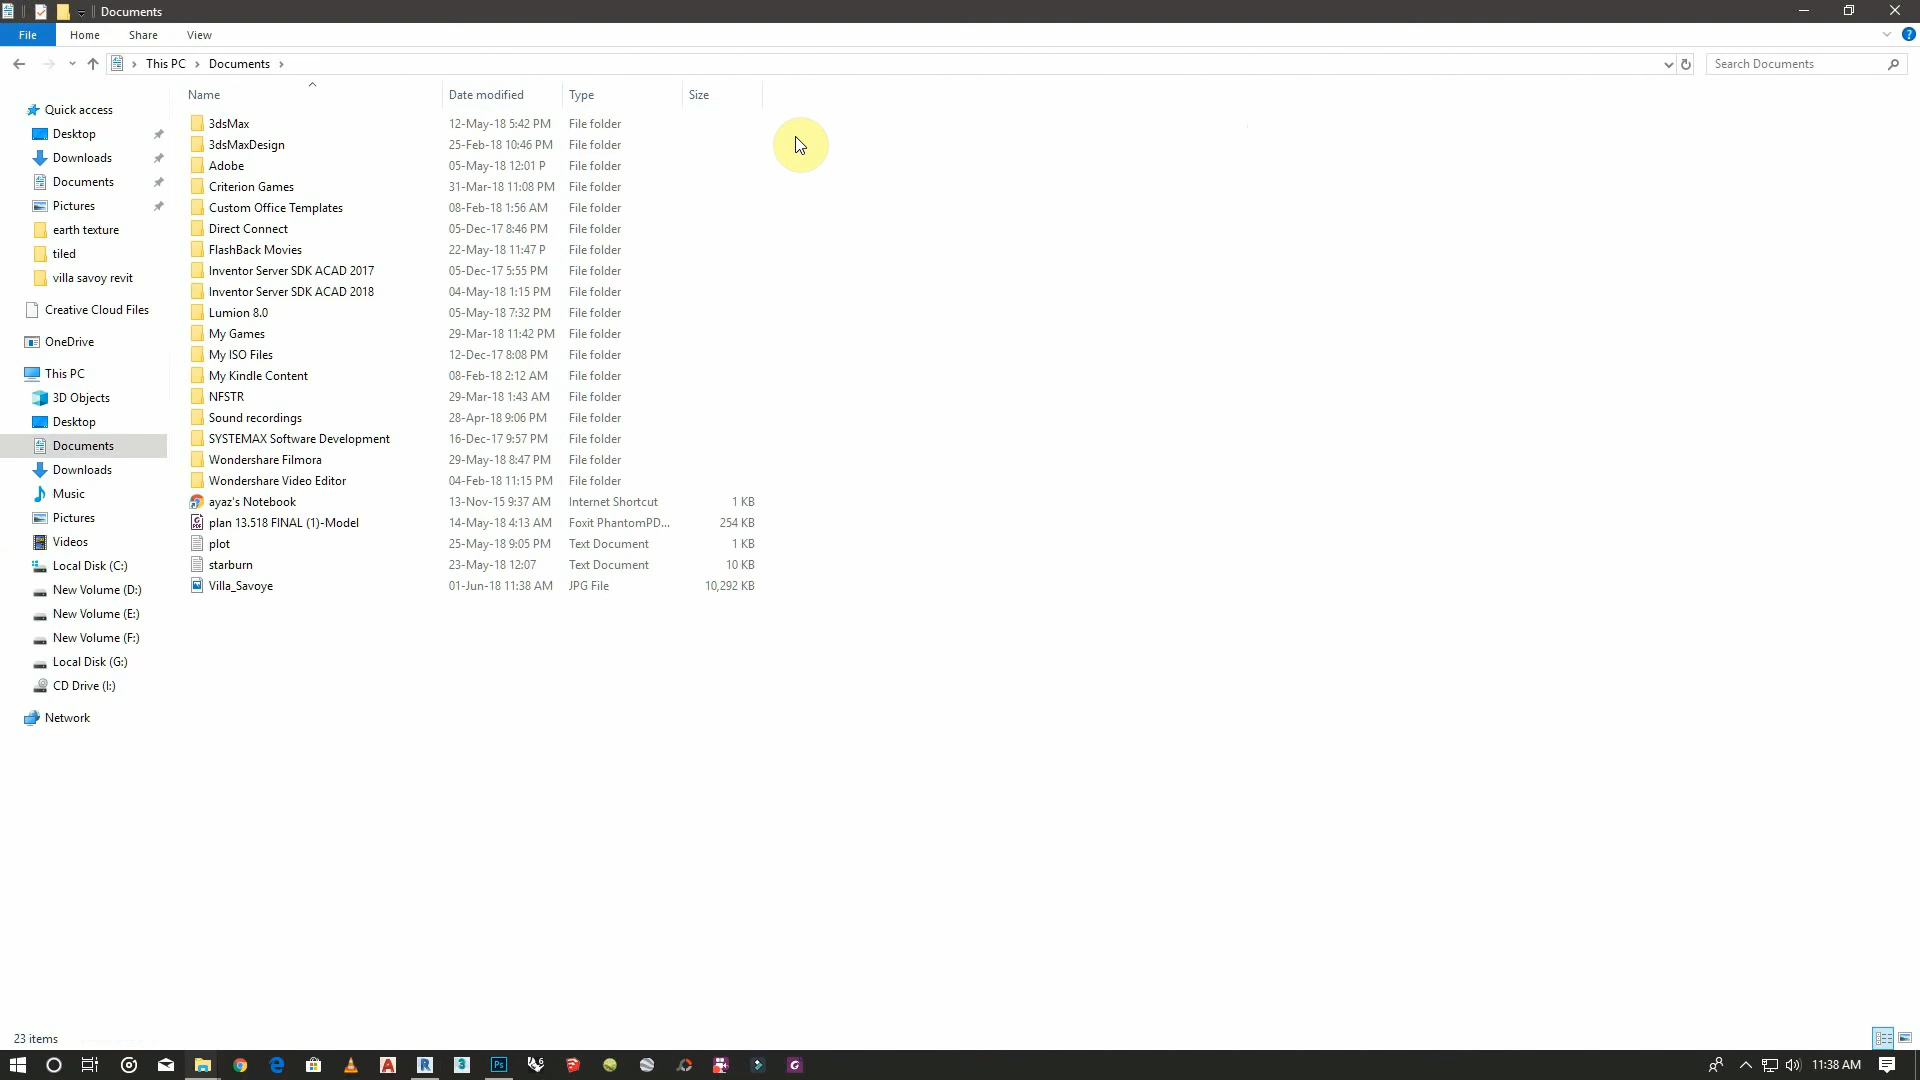 Documents
File Home Share View
This PC Documents
Search Documents
Name Date modified Type Size
Quick access
Desktop
Downloads
Documents
Pictures
earth texture
tiled
villa savoy revit
Creative Cloud Files
OneDrive
This PC
3D Objects
Desktop
Documents
Downloads
Music
Pictures
Videos
Local Disk (C:)
New Volume (D:)
New Volume (E:)
New Volume (F:)
Local Disk (G:)
CD Drive (I:)
Network
3dsMax 12-May-18 5:42 PM File folder
3dsMaxDesign 25-Feb-18 10:46 PM File folder
Adobe 05-May-18 12:01 P File folder
Criterion Games 31-Mar-18 11:08 PM File folder
Custom Office Templates 08-Feb-18 1:56 AM File folder
Direct Connect 05-Dec-17 8:46 PM File folder
FlashBack Movies 22-May-18 11:47 P File folder
Inventor Server SDK ACAD 2017 05-Dec-17 5:55 PM File folder
Inventor Server SDK ACAD 2018 04-May-18 1:15 PM File folder
Lumion 8.0 05-May-18 7:32 PM File folder
My Games 29-Mar-18 11:42 PM File folder
My ISO Files 12-Dec-17 8:08 PM File folder
My Kindle Content 08-Feb-18 2:12 AM File folder
NFSTR 29-Mar-18 1:43 AM File folder
Sound recordings 28-Apr-18 9:06 PM File folder
SYSTEMAX Software Development 16-Dec-17 9:57 PM File folder
Wondershare Filmora 29-May-18 8:47 PM File folder
Wondershare Video Editor 04-Feb-18 11:15 PM File folder
ayaz's Notebook 13-Nov-15 9:37 AM Internet Shortcut 1 KB
plan 13.518 FINAL (1)-Model 14-May-18 4:13 AM Foxit PhantomPD... 254 KB
plot 25-May-18 9:05 PM Text Document 1 KB
starburn 23-May-18 12:07 Text Document 10 KB
Villa_Savoye 01-Jun-18 11:38 AM JPG File 10,292 KB
23 items
11:38 AM